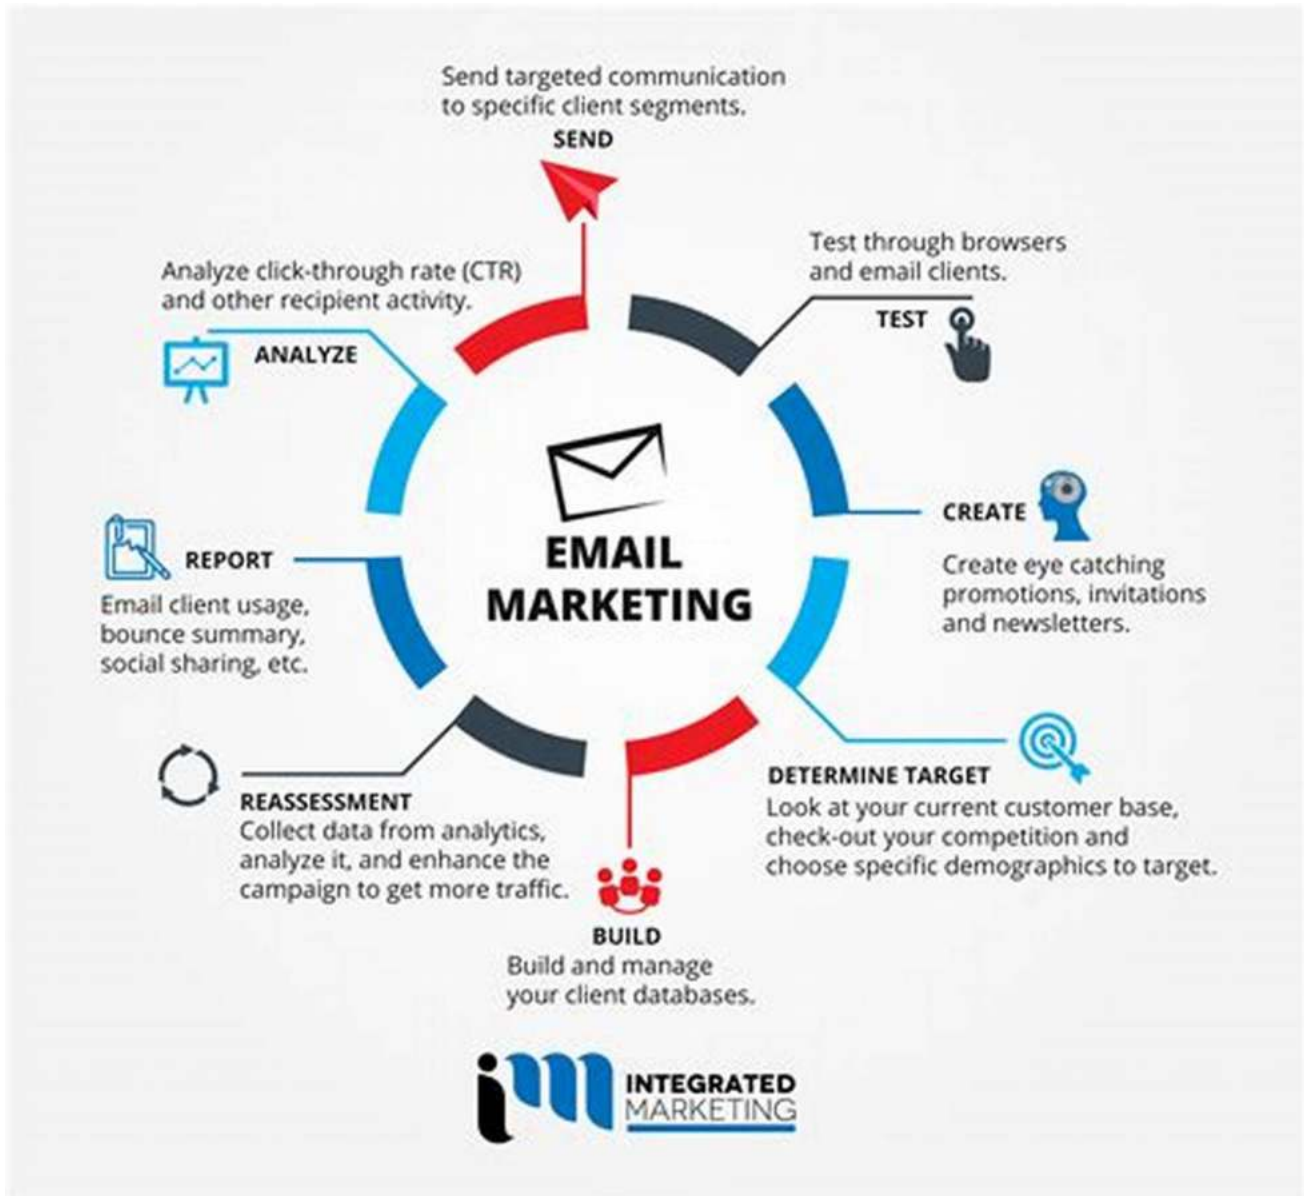 Send targeted communication
to specific client segments.
SEND
Test through browsers
and email clients.
TEST
Analyze click-through rate (CTR)
and other recipient activity.
ANALYZE
CREATE
Create eye catching
promotions, invitations
and newsletters.
EMAIL
MARKETING
REPORT
Email client usage,
bounce summary,
social sharing, etc.
DETERMINE TARGET
Look at your current customer base,
check-out your competition and
choose specific demographics to target.
REASSESSMENT
Collect data from analytics,
analyze it, and enhance the
campaign to get more traffic.
BUILD
Build and manage
your client databases.
im
INTEGRATED
MARKETING